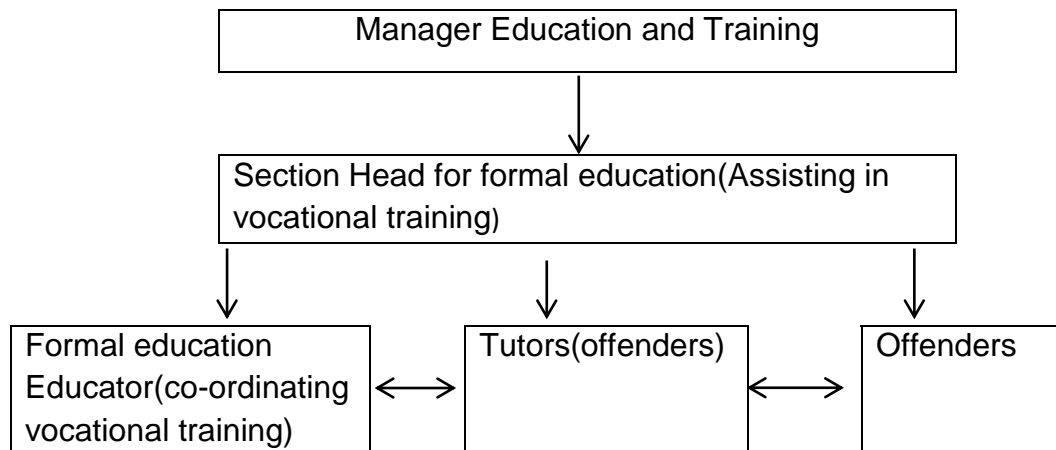 Manager Education and Training
Section Head for formal education(Assisting in
vocational training)
Formal education
Educator(co-ordinating
vocational training)
Tutors(offenders)
Offenders